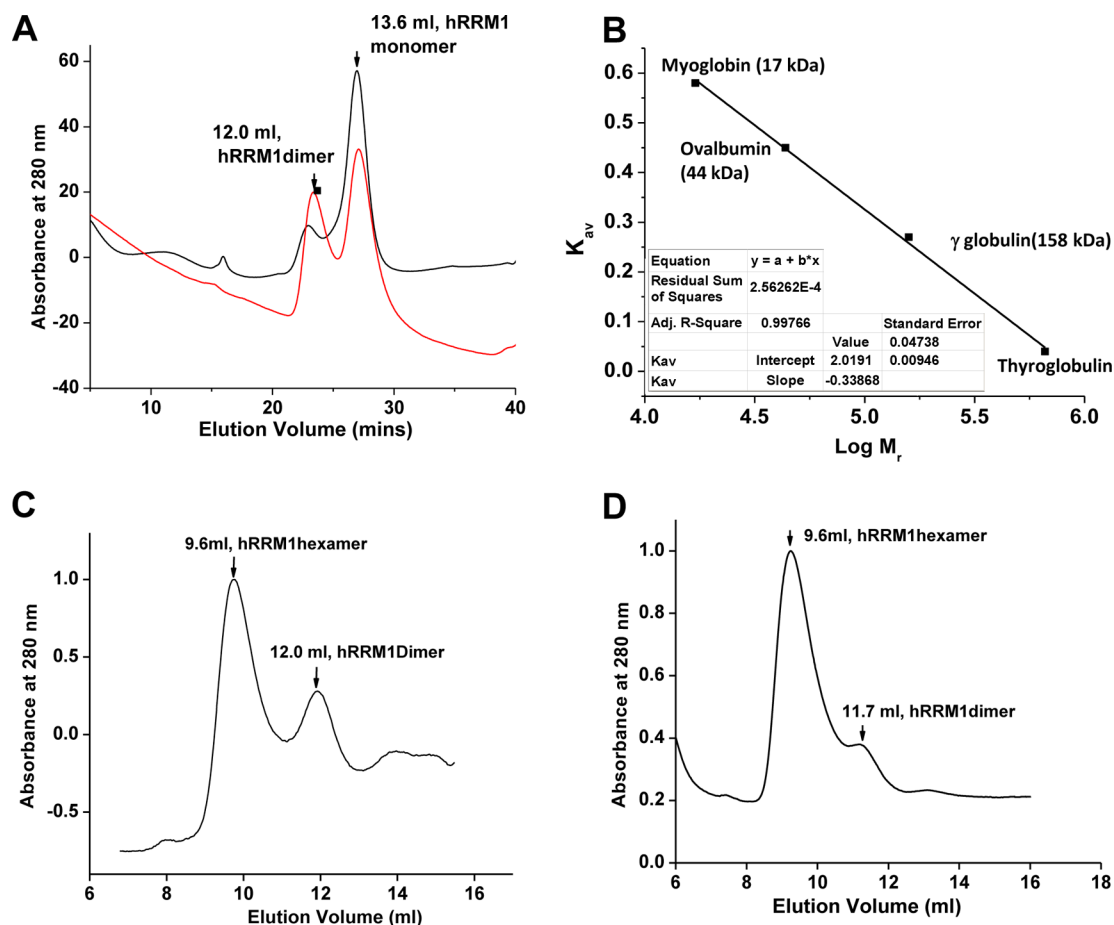 A
13.6 ml, hRRM1
monomer
12.0 ml,
hRRM1dimer
Absorbance at 280 nm
60
40
20
0
-20
-40
10
20
30
40
Elution Volume (mins)
B
Myoglobin (17 kDa)
Ovalbumin
(44 kDa)
γ globulin(158 kDa)
Thyroglobulin
Kav
0.6
0.5
0.4
0.3
0.2
0.1
0.0
Equation y = a + b*x
Residual Sum
of Squares 2.56262E-4
Adj. R-Square 0.99766 Standard Error
Value 0.04738
Kav Intercept 2.0191 0.00946
Kav Slope -0.33868
4.0 4.5 5.0 5.5 6.0
Log Mr
C
9.6ml, hRRM1hexamer
12.0 ml, hRRM1Dimer
Absorbance at 280 nm
1.0
0.5
0.0
-0.5
6 8 10 12 14 16
Elution Volume (ml)
D
9.6ml, hRRM1hexamer
11.7 ml, hRRM1dimer
Absorbance at 280 nm
1.0
0.8
0.6
0.4
0.2
0.0
6 8 10 12 14 16 18
Elution Volume (ml)